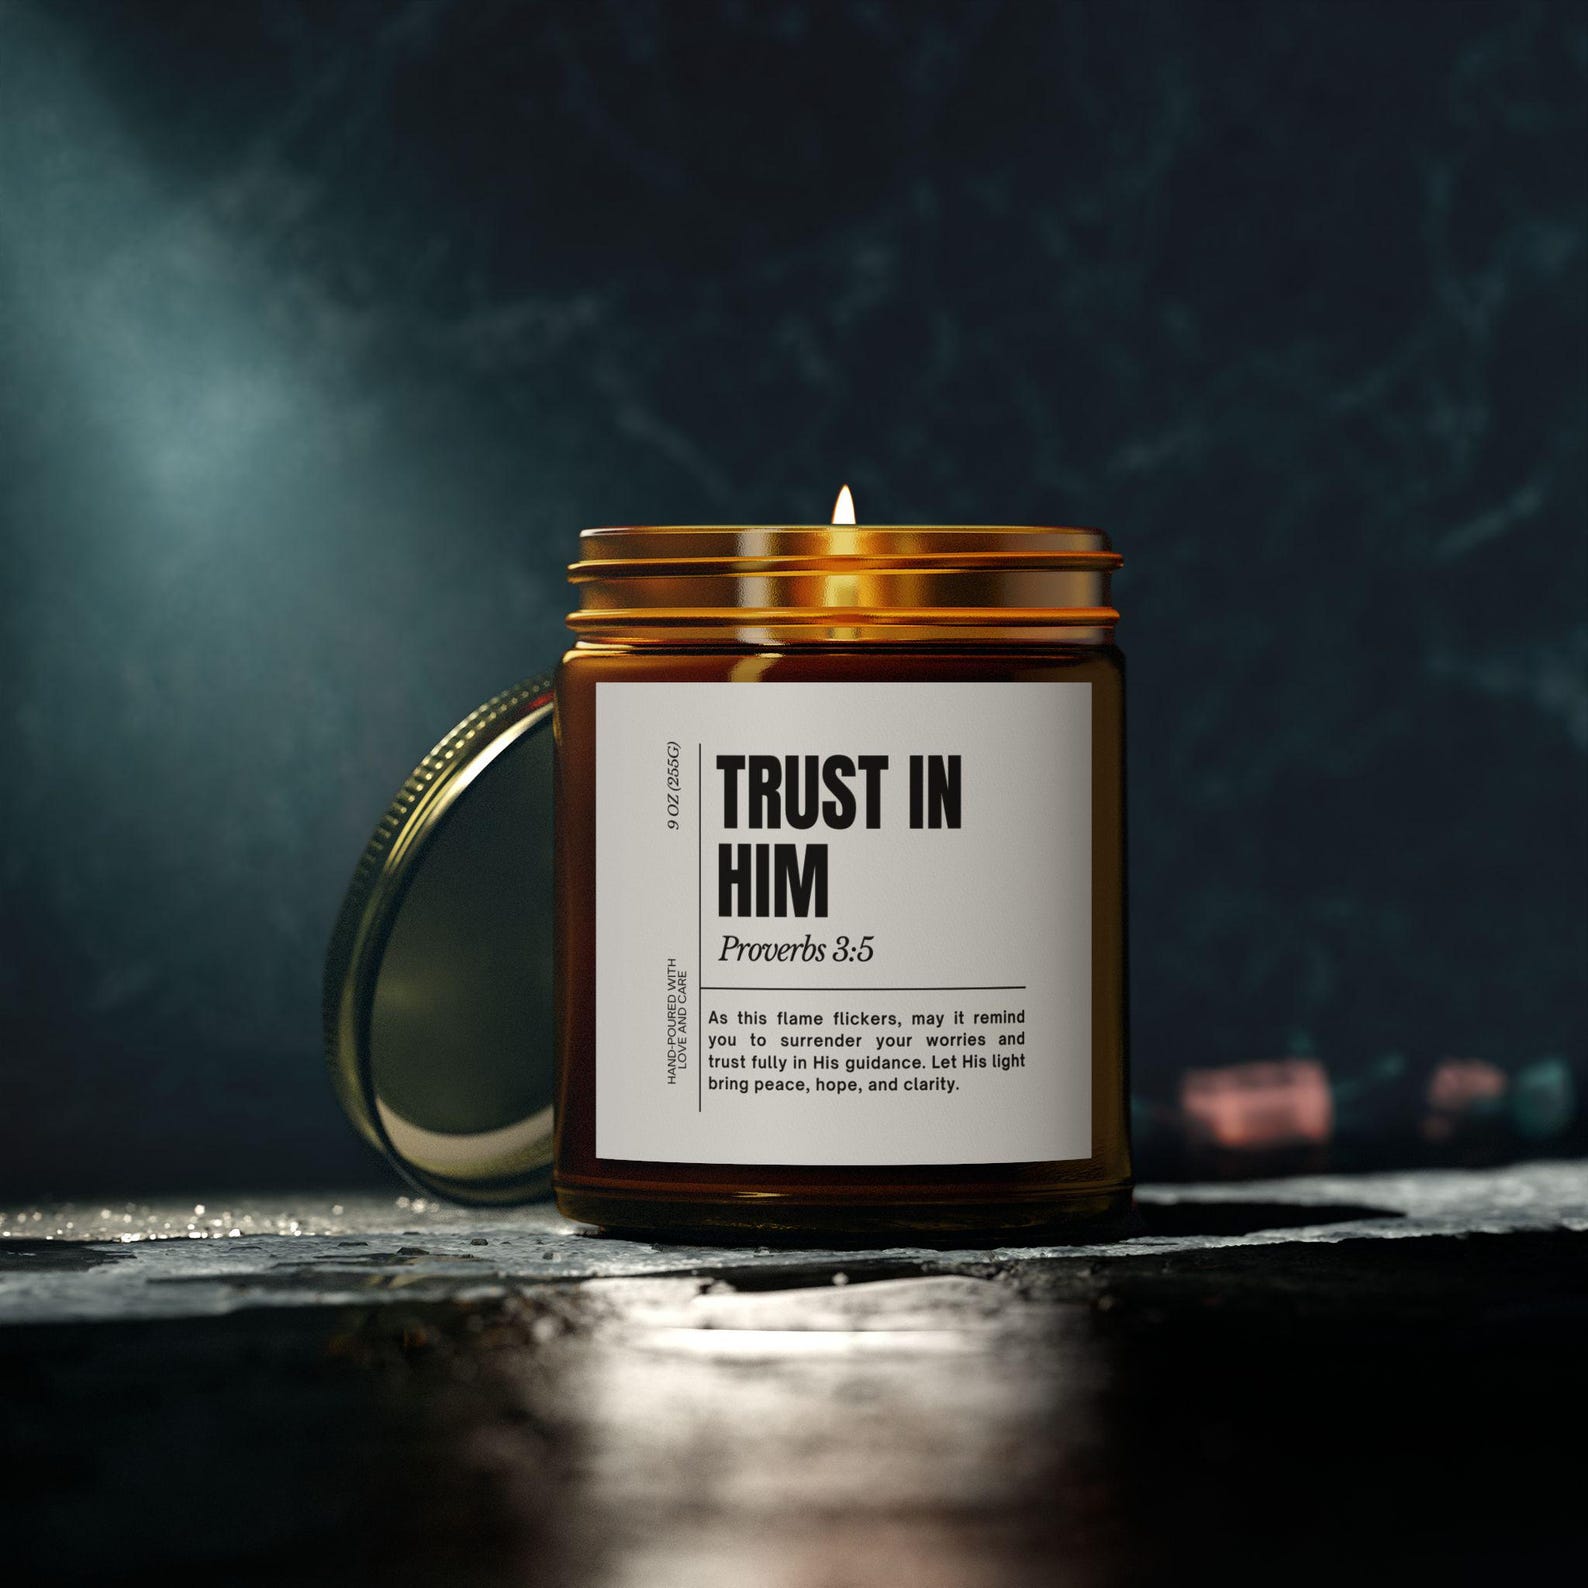 9 OZ (255G)
HAND-POURED WITH
LOVE AND CARE
TRUST IN
HIM
Proverbs 3:5
As this flame flickers, may it remind
you to surrender your worries and
trust fully in His guidance. Let His light
bring peace, hope, and clarity.